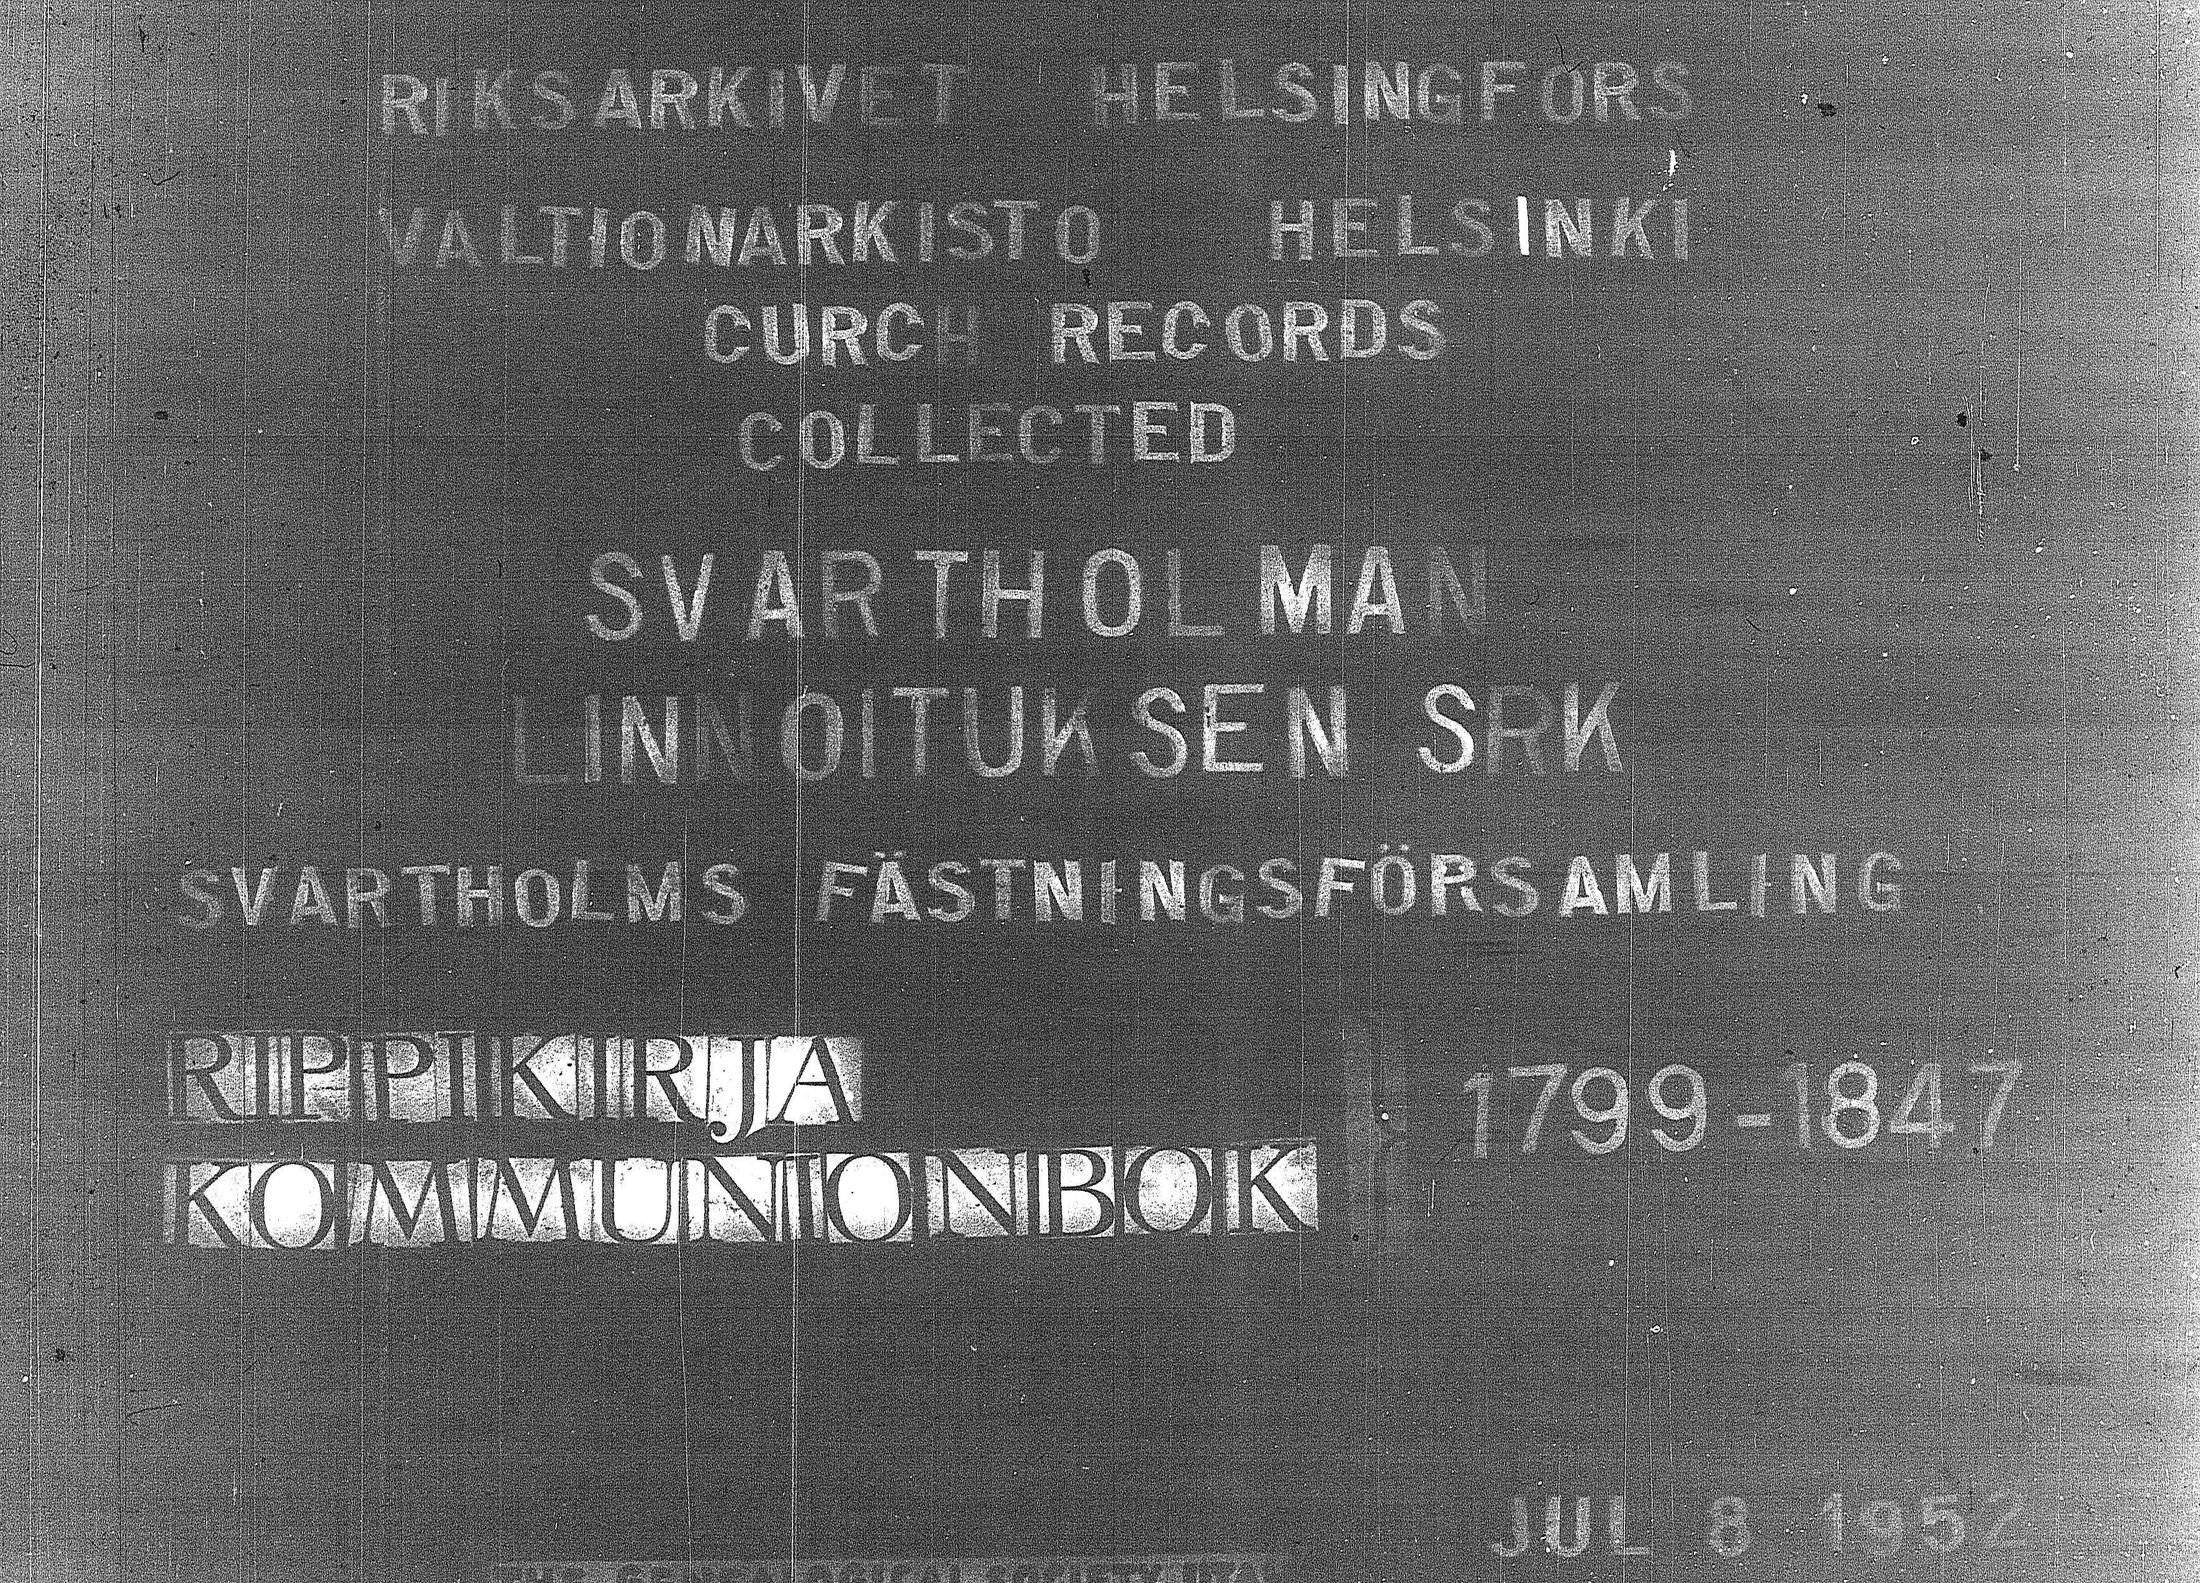 RIKSARKIVET HELSINGFORS
VALTIONARKISTO HELSINKI
CURCH RECORDS
COLLECTED
SVARTHOLMAN
LINNOITUKSEN SRK
SVARTHOLMS FÄSTNINGSFÖRSAMLING
RIPPIKIRJA
1799-1847
KOMMUNIONBOK
JUL 8 1952